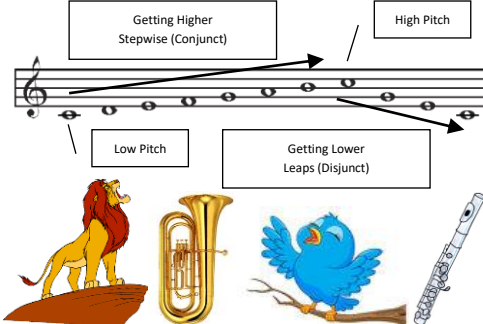 Getting Higher
Stepwise (Conjunct)
High Pitch
Low Pitch
Getting Lower
Leaps (Disjunct)